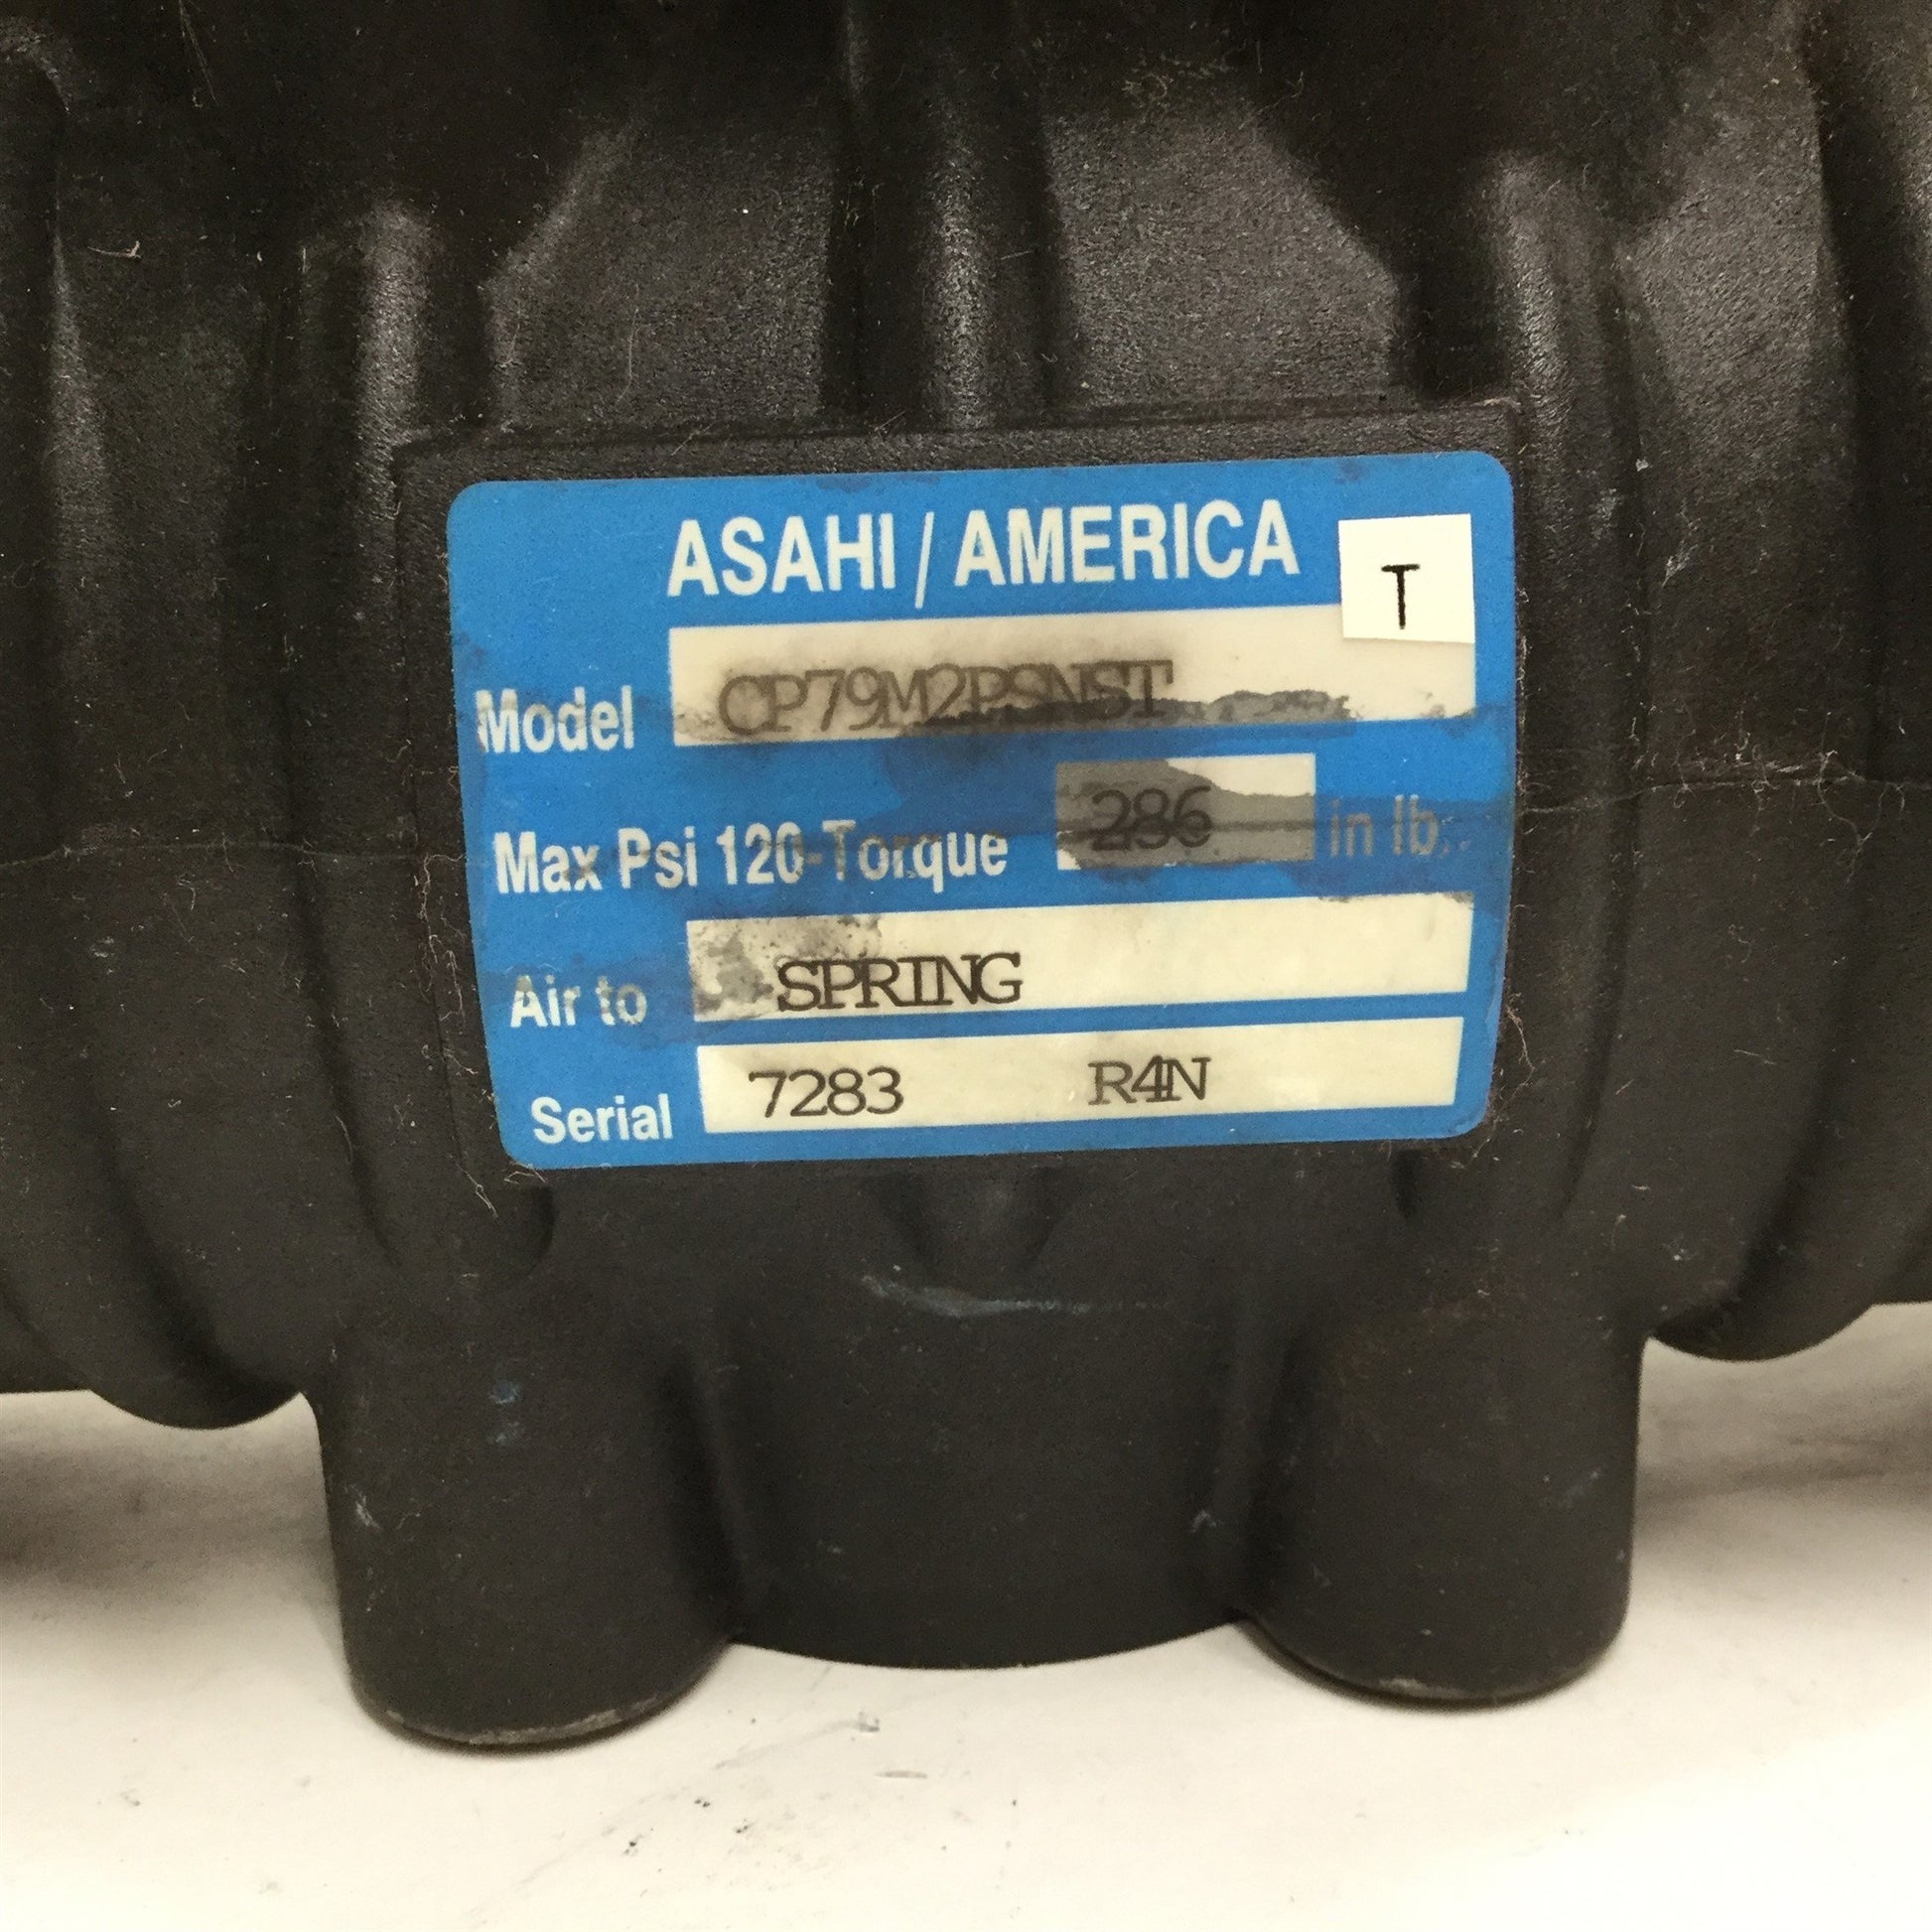 ASAHI / AMERICA
T
Model CP79M2PSNST
Max Psi 120-Torque 286 in lb.
Air to SPRING
Serial 7283 R4N